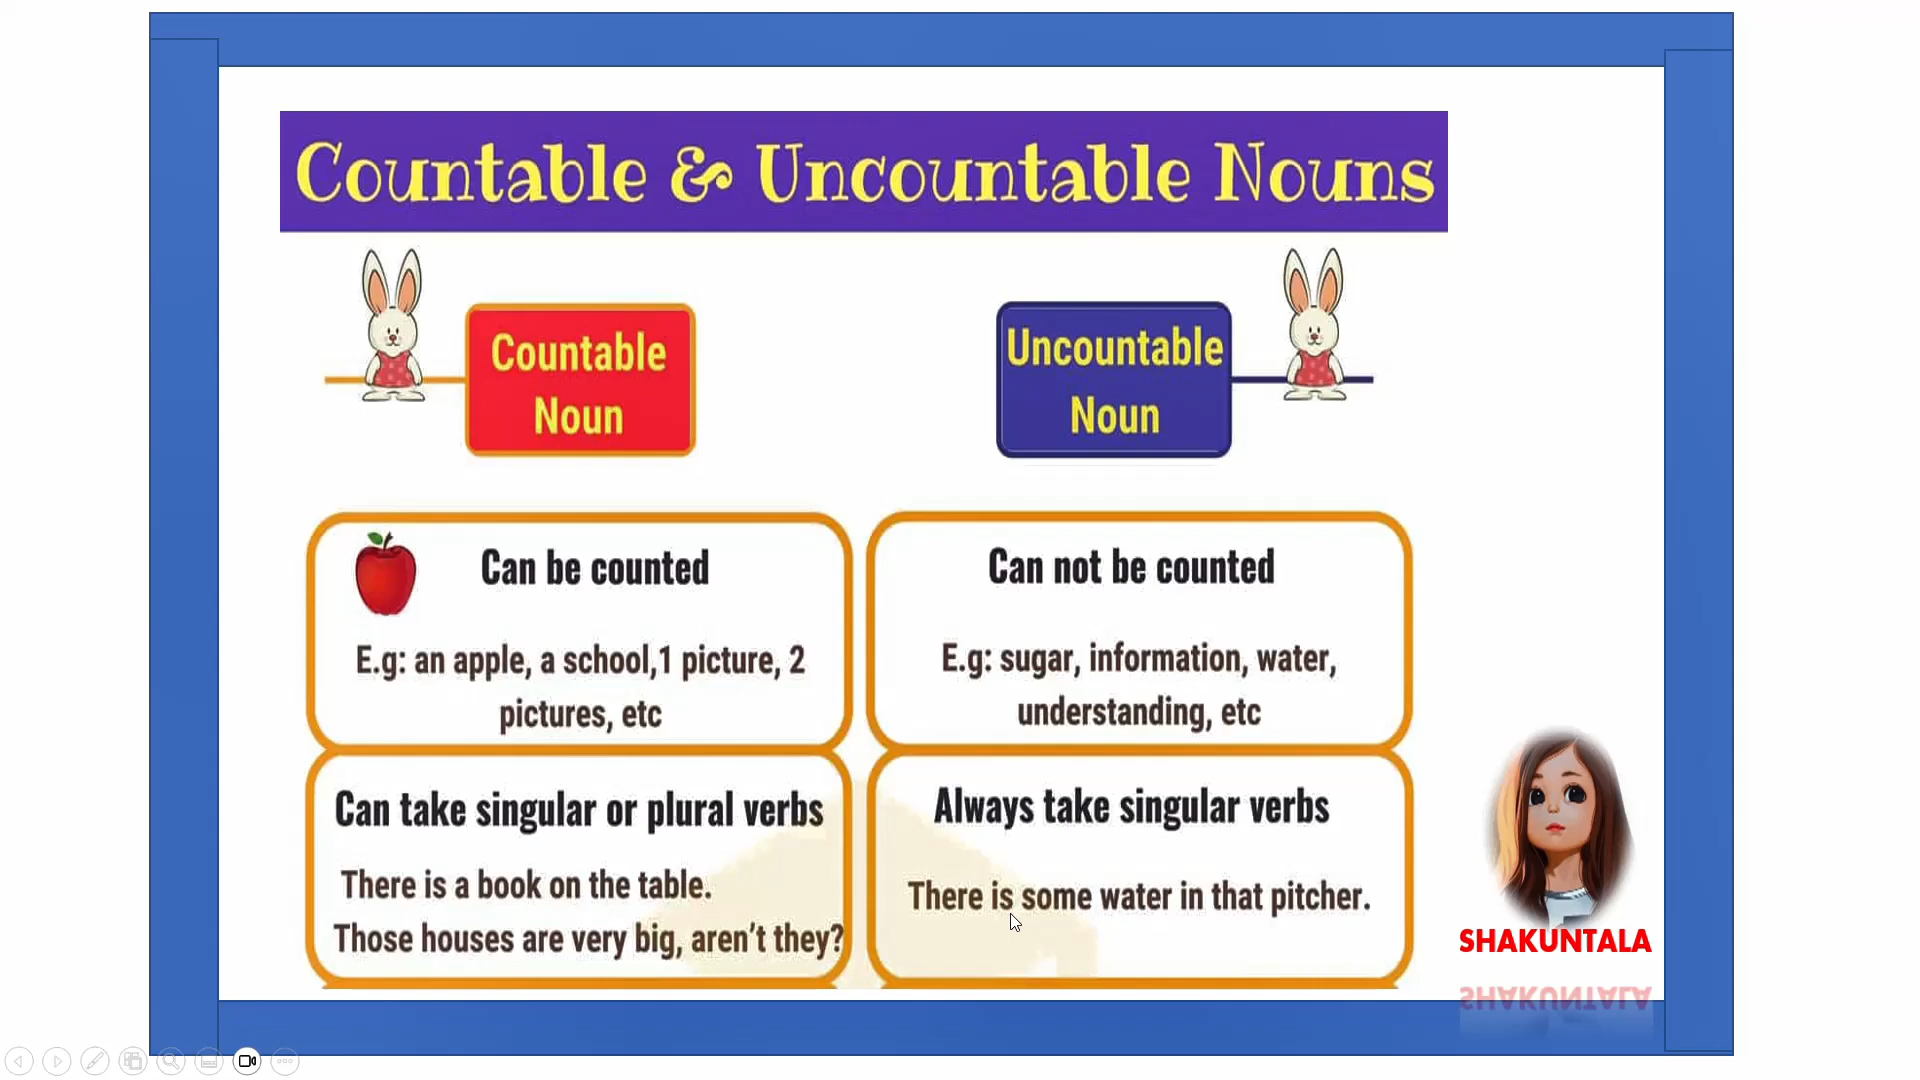 Countable & Uncountable Nouns
Countable
Noun
Uncountable
Noun
Can be counted
E.g: an apple, a school,1 picture, 2
pictures, etc
Can not be counted
E.g: sugar, information, water,
understanding, etc
Can take singular or plural verbs
There is a book on the table.
Those houses are very big, aren't they?
Always take singular verbs
There is some water in that pitcher.
SHAKUNTALA